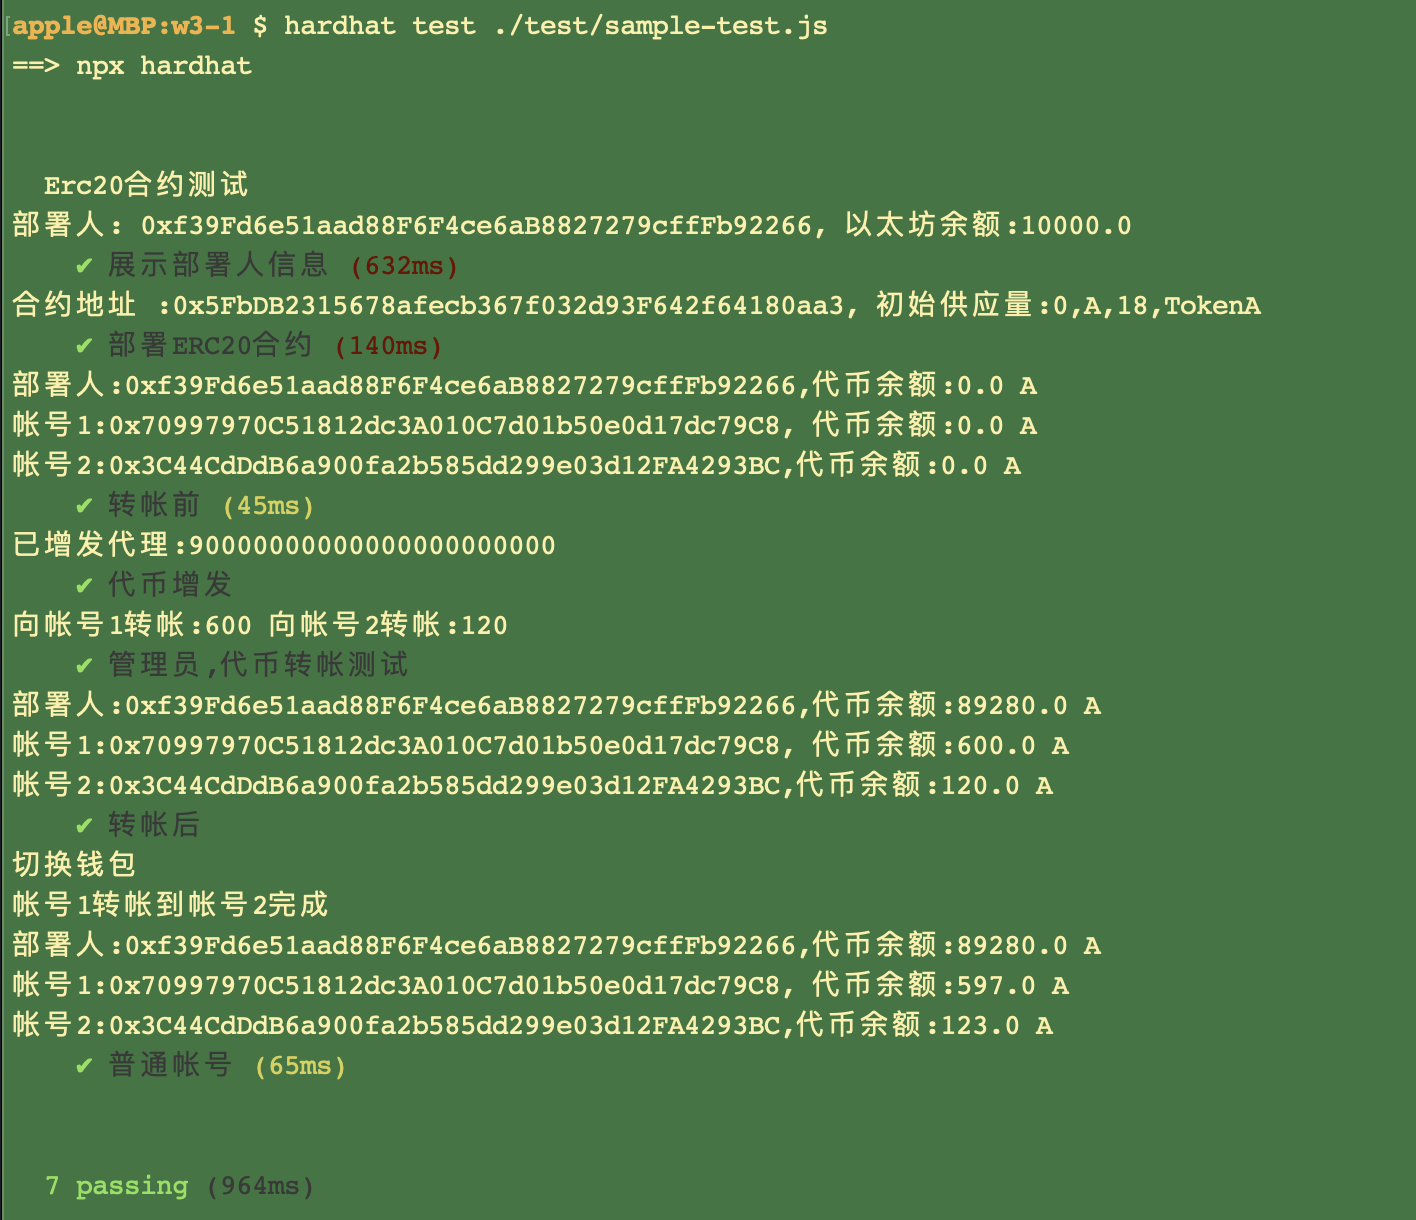 apple@MBP:w3-1 $ hardhat test ./test/sample-test.js
==> npx hardhat
Erc20合约测试
部署人: 0xf39Fd6e51aad88F6F4ce6aB8827279cffFb92266, 以太坊余额:10000.0
✔ 展示部署人信息 (632ms)
合约地址 :0x5FbDB2315678afecb367f032d93F642f64180aa3, 初始供应量:0,A,18,TokenA
✔ 部署ERC20合约 (140ms)
部署人:0xf39Fd6e51aad88F6F4ce6aB8827279cffFb92266,代币余额:0.0 A
帐号1:0x70997970C51812dc3A010C7d01b50e0d17dc79C8, 代币余额:0.0 A
帐号2:0x3C44CdDdB6a900fa2b585dd299e03d12FA4293BC,代币余额:0.0 A
✔ 转帐前 (45ms)
已增发代理:90000000000000000000000
✔ 代币增发
向帐号1转帐:600 向帐号2转帐:120
✔ 管理员,代币转帐测试
部署人:0xf39Fd6e51aad88F6F4ce6aB8827279cffFb92266,代币余额:89280.0 A
帐号1:0x70997970C51812dc3A010C7d01b50e0d17dc79C8, 代币余额:600.0 A
帐号2:0x3C44CdDdB6a900fa2b585dd299e03d12FA4293BC,代币余额:120.0 A
✔ 转帐后
切换钱包
帐号1转帐到帐号2完成
部署人:0xf39Fd6e51aad88F6F4ce6aB8827279cffFb92266,代币余额:89280.0 A
帐号1:0x70997970C51812dc3A010C7d01b50e0d17dc79C8, 代币余额:597.0 A
帐号2:0x3C44CdDdB6a900fa2b585dd299e03d12FA4293BC,代币余额:123.0 A
✔ 普通帐号 (65ms)
7 passing (964ms)